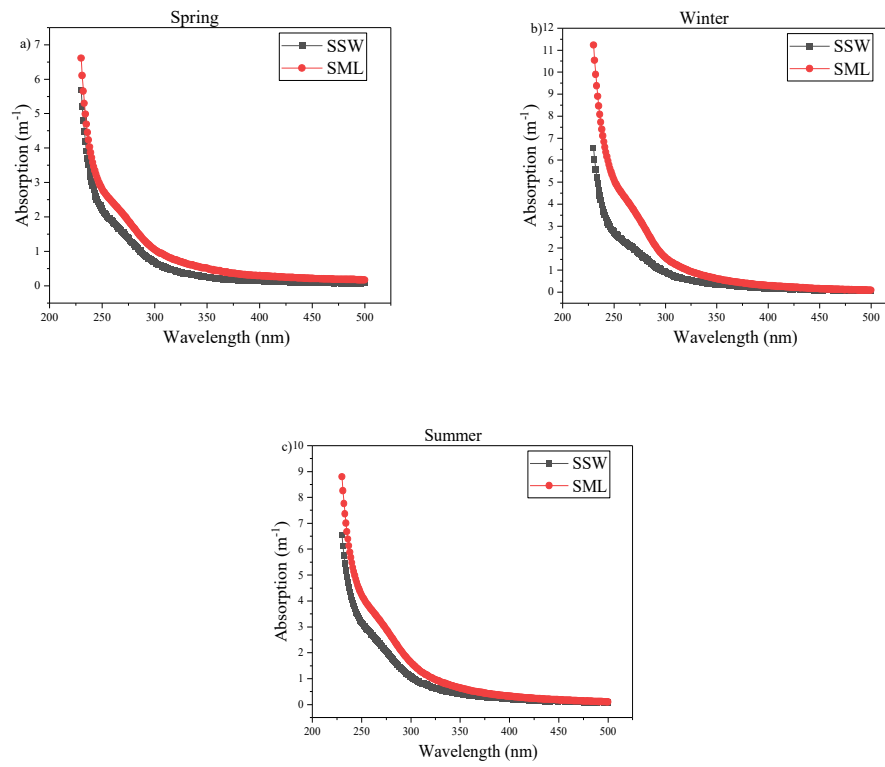 Spring
a)
7
6
5
4
3
2
1
0
Absorption (m-1)
SSW
SML
200 250 300 350 400 450 500
Wavelength (nm)
Winter
b)
12
11
10
9
8
7
6
5
4
3
2
1
0
Absorption (m-1)
SSW
SML
200 250 300 350 400 450 500
Wavelength (nm)
Summer
c)
10
9
8
7
6
5
4
3
2
1
0
Absorption (m-1)
SSW
SML
200 250 300 350 400 450 500
Wavelength (nm)